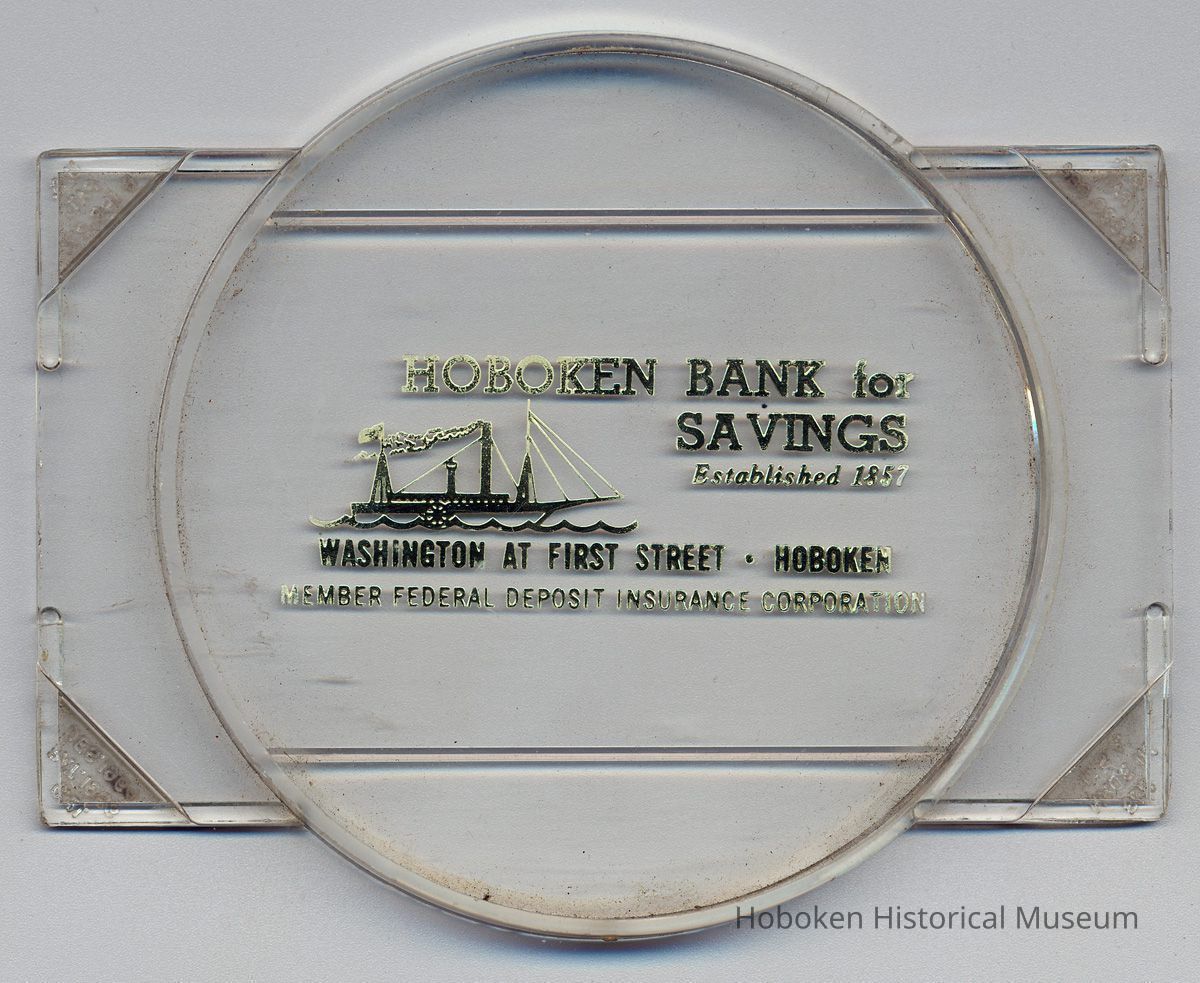 HOBOKEN BANK for
SAVINGS
Established 1857
WASHINGTON AT FIRST STREET • HOBOKEN
MEMBER FEDERAL DEPOSIT INSURANCE CORPORATION
Hoboken Historical Museum